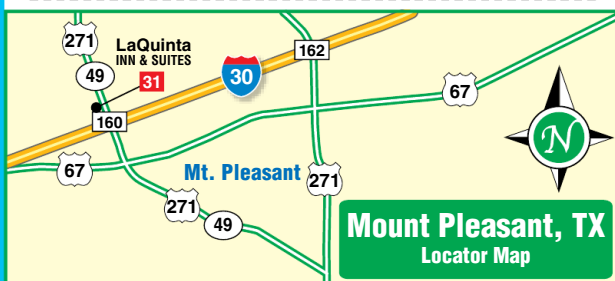 271
LaQuinta
INN & SUITES
49
31
162
30
160
67
67
Mt. Pleasant
271
271
49
N
Mount Pleasant, TX
Locator Map